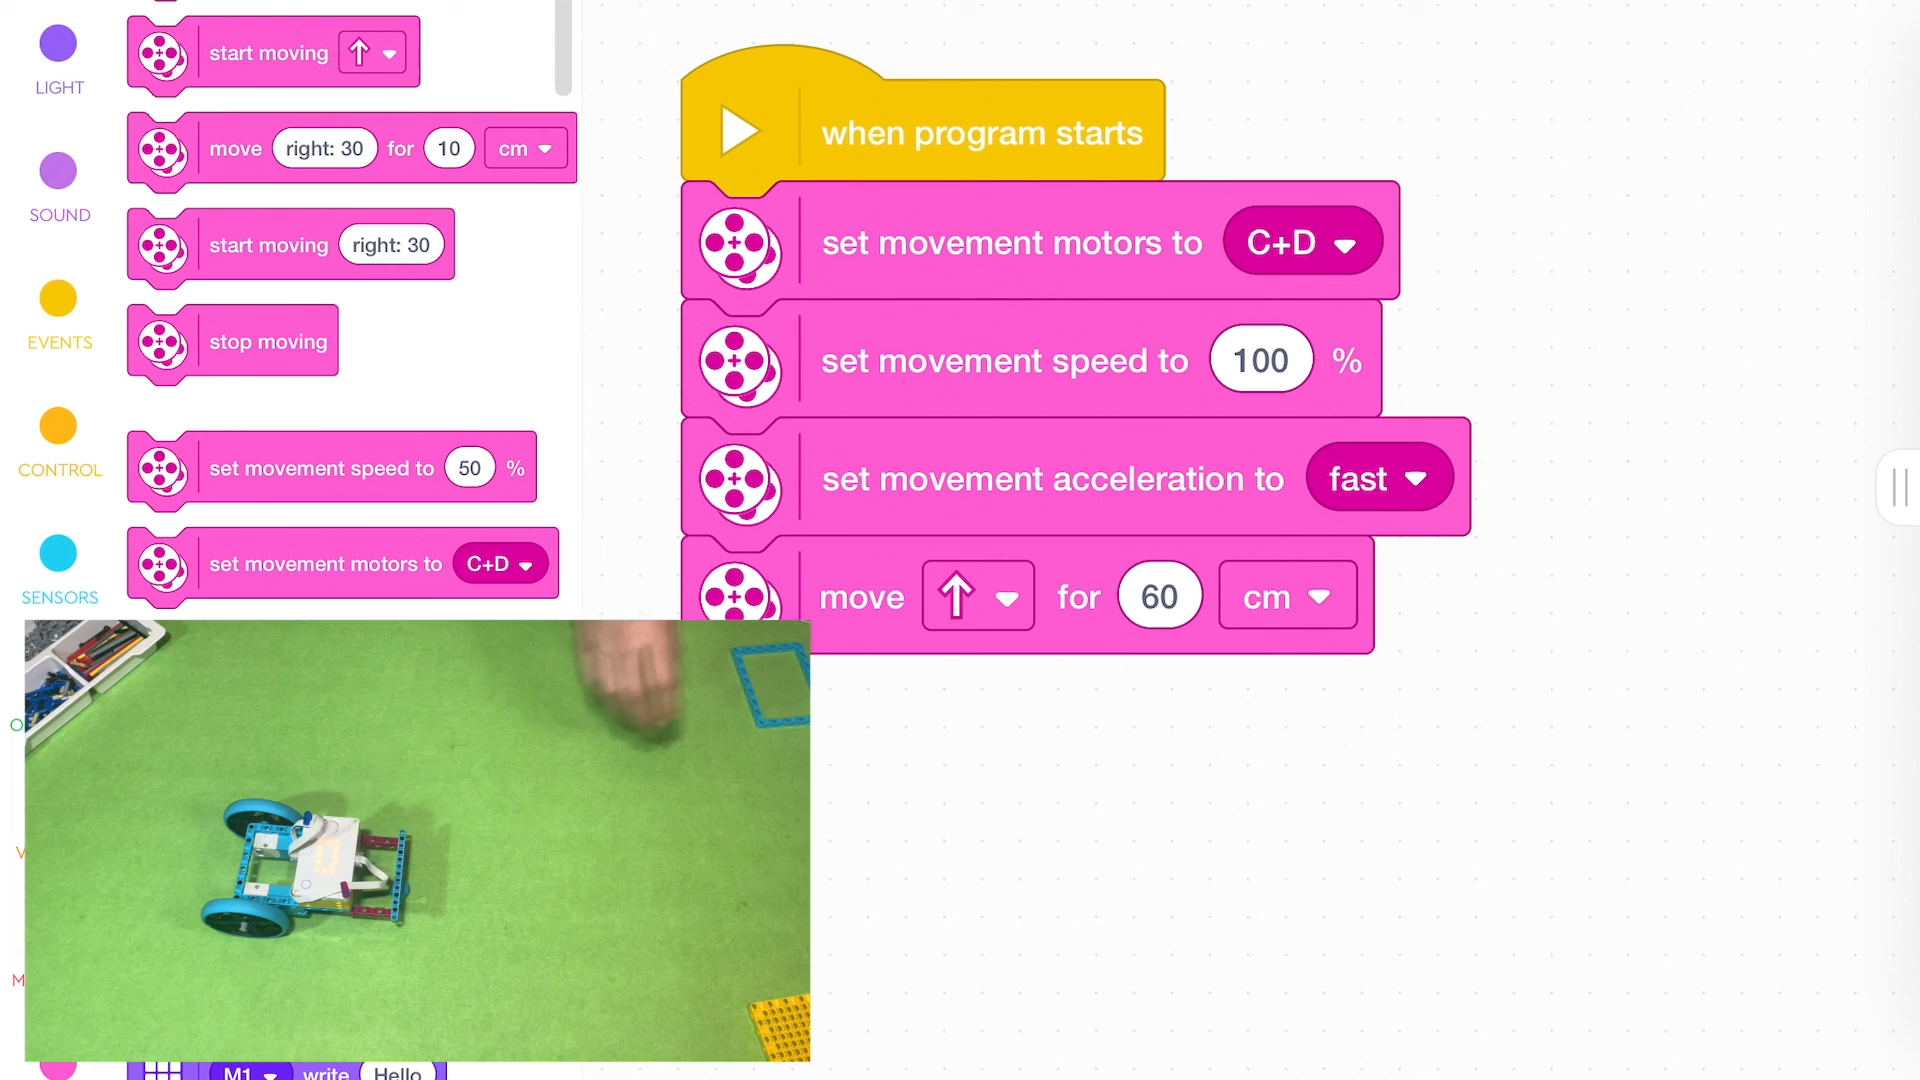 LIGHT
SOUND
EVENTS
CONTROL
SENSORS
start moving
move right: 30 for 10 cm
start moving right: 30
stop moving
set movement speed to 50 %
set movement motors to C+D
when program starts
set movement motors to C+D
set movement speed to 100 %
set movement acceleration to fast
move for 60 cm
M1 write Hello